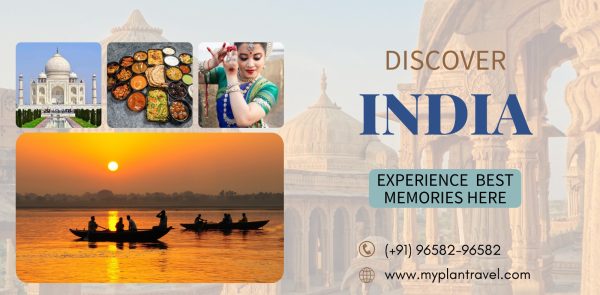 DISCOVER
INDIA
EXPERIENCE BEST
MEMORIES HERE
(+91) 96582-96582
www.myplantravel.com